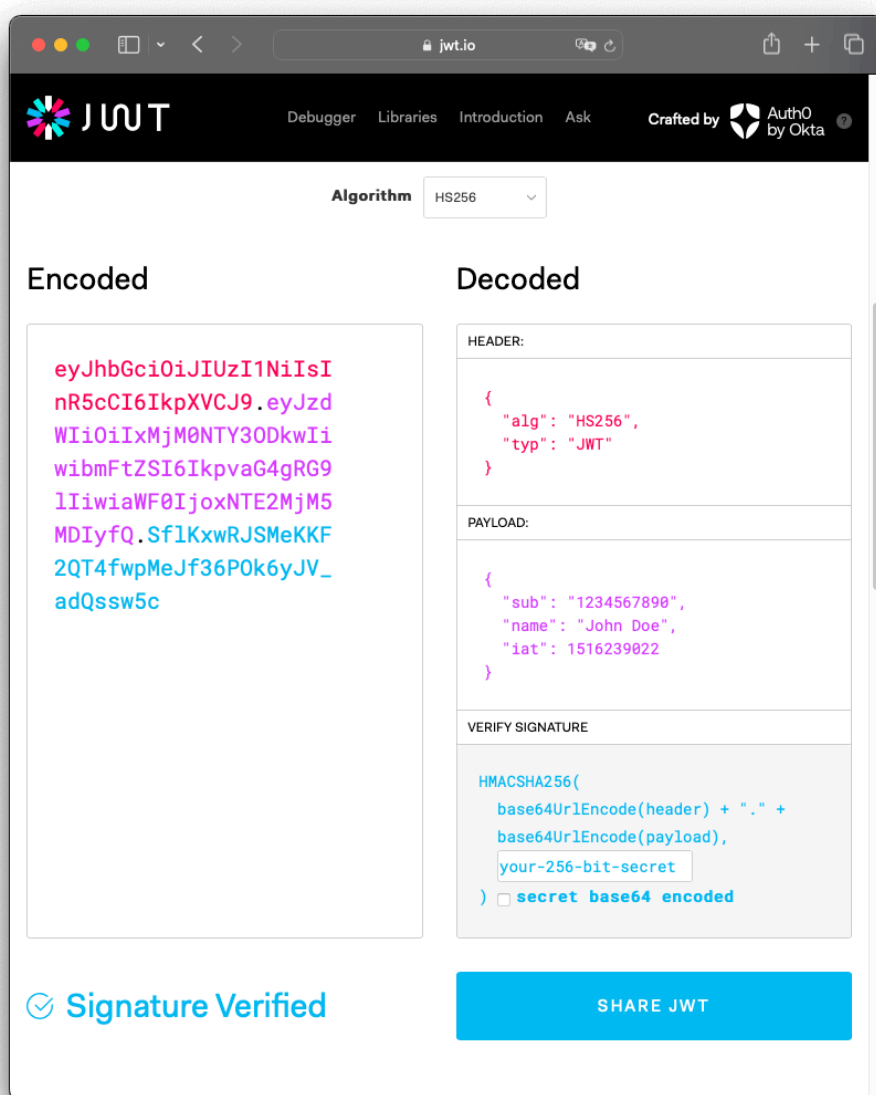 jwt.io
JWT
Debugger Libraries Introduction Ask
Crafted by
Auth0
by Okta
?
Algorithm HS256
Encoded
eyJhbGciOiJIUzI1NiIsI
nR5cCI6IkpXVCJ9.eyJzd
WIiOiIxMjM0NTY3ODkwIi
wibmFtZSI6IkpvaG4gRG9
lIiwiaWF0IjoxNTE2MjM5
MDIyfQ.SflKxwRJSMeKKF
2QT4fwpMeJf36POk6yJV_
adQssw5c
Signature Verified
Decoded
HEADER:
{
"alg": "HS256",
"typ": "JWT"
}
PAYLOAD:
{
"sub": "1234567890",
"name": "John Doe",
"iat": 1516239022
}
VERIFY SIGNATURE
HMACSHA256(
base64UrlEncode(header) + "." +
base64UrlEncode(payload),
your-256-bit-secret
) secret base64 encoded
SHARE JWT